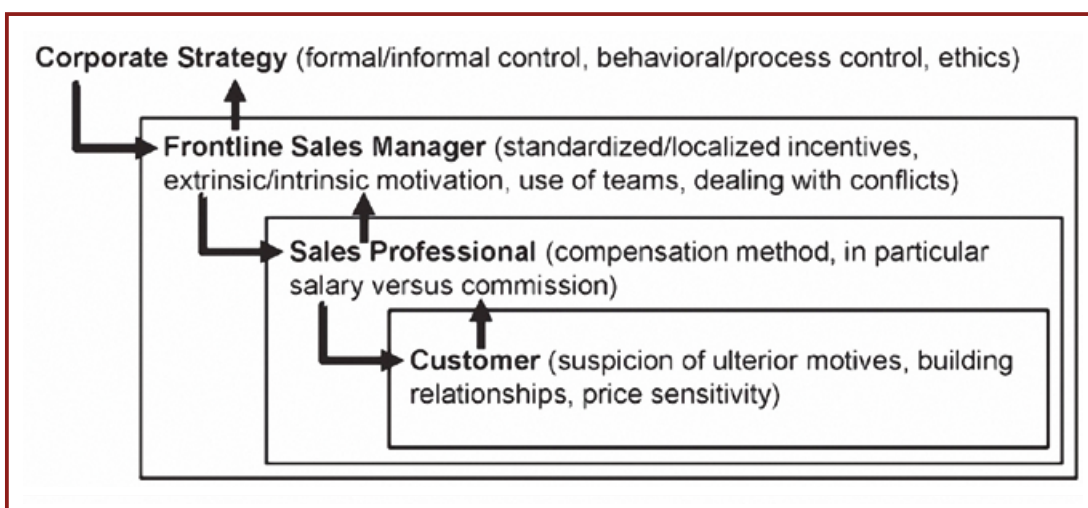 Corporate Strategy (formal/informal control, behavioral/process control, ethics)
Frontline Sales Manager (standardized/localized incentives,
extrinsic/intrinsic motivation, use of teams, dealing with conflicts)
Sales Professional (compensation method, in particular
salary versus commission)
Customer (suspicion of ulterior motives, building
relationships, price sensitivity)